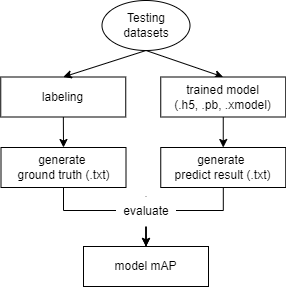 Testing
datasets
labeling
trained model
(.h5, .pb, .xmodel)
generate
ground truth (.txt)
generate
predict result (.txt)
evaluate
model mAP